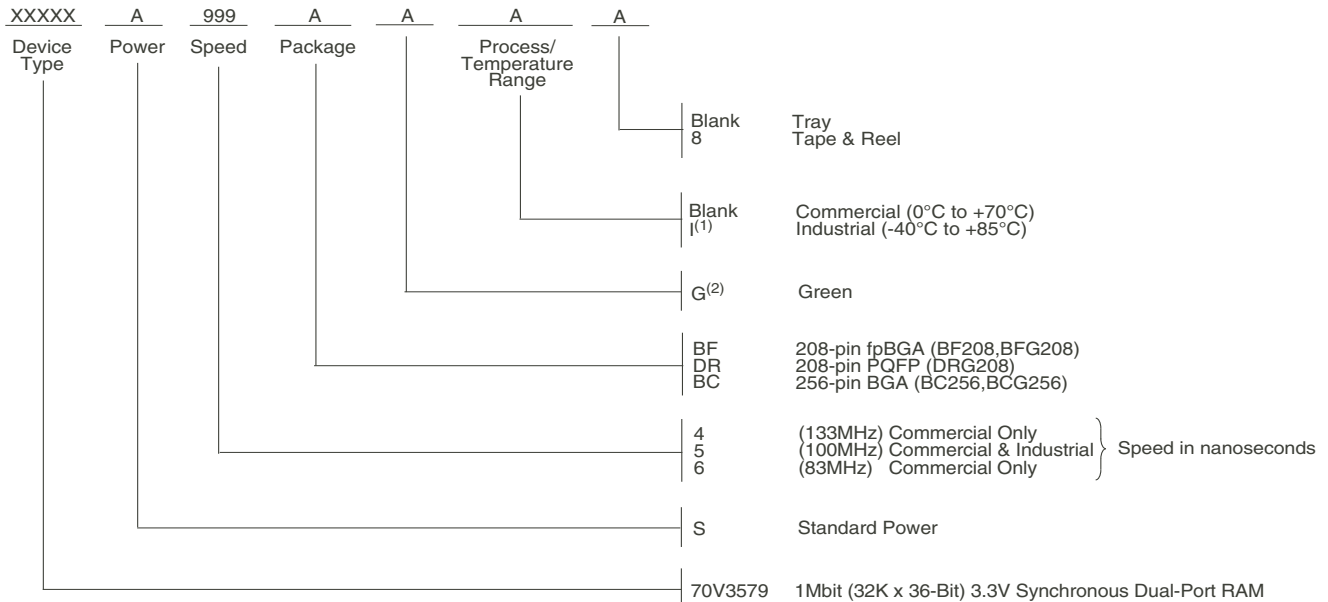 XXXXX A 999 A A A A
Device Type Power Speed Package Process/ Temperature Range
Blank Tray
8 Tape & Reel
Blank Commercial (0°C to +70°C)
I(1) Industrial (-40°C to +85°C)
G(2) Green
BF 208-pin fpBGA (BF208,BFG208)
DR 208-pin PQFP (DRG208)
BC 256-pin BGA (BC256,BCG256)
4 (133MHz) Commercial Only
5 (100MHz) Commercial & Industrial Speed in nanoseconds
6 (83MHz) Commercial Only
S Standard Power
70V3579 1Mbit (32K x 36-Bit) 3.3V Synchronous Dual-Port RAM